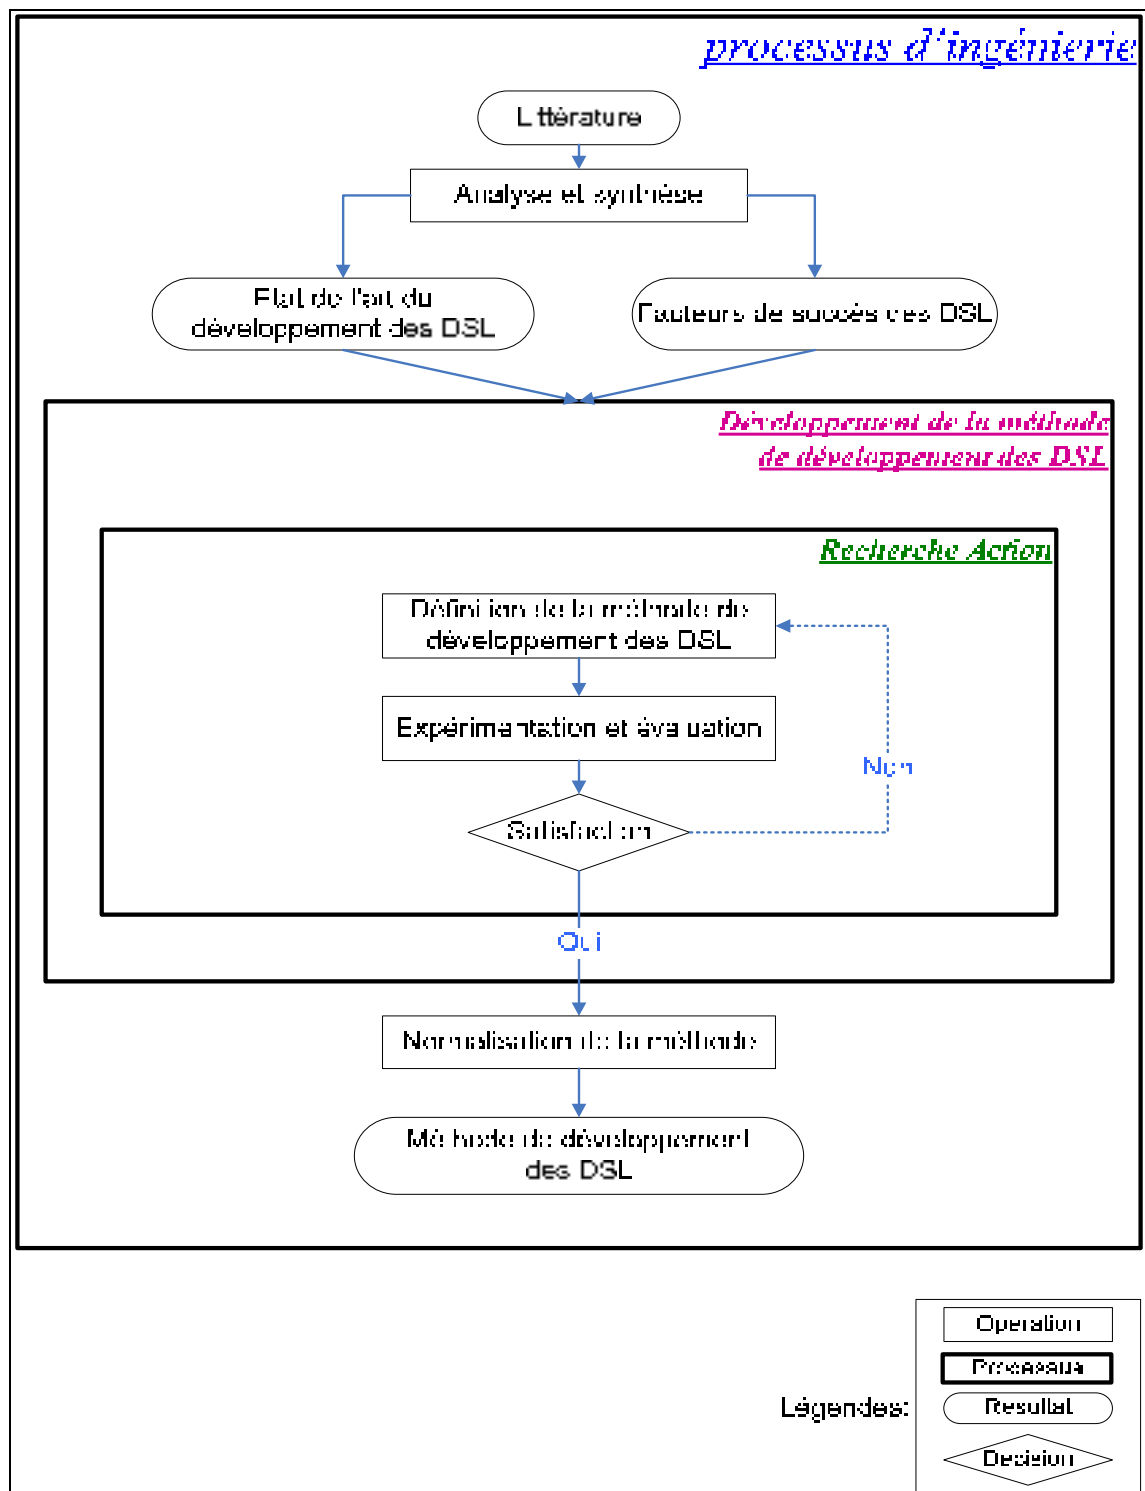 processus d'ingénierie
Littérature
Analyse et synthèse
Etat de l'art du
développement des DSL
Facteurs de succès des DSL
Développement de la méthode
de développement des DSL
Recherche Action
Définition de la méthode de
développement des DSL
Expérimentation et évaluation
Non
Satisfaction
Oui
Normalisation de la méthode
Méthode de développement
des DSL
Operation
Processus
Légendes:
Resultat
Decision